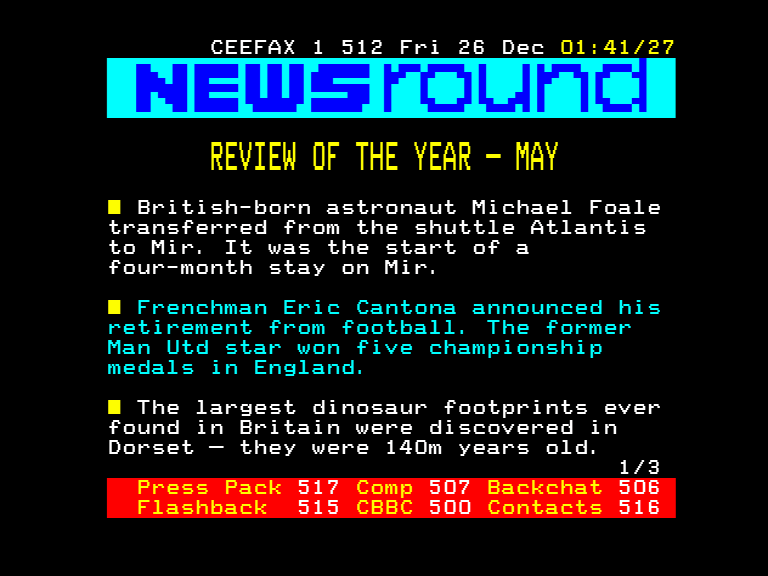 CEEFAX 1 512 Fri 26 Dec 01:41/27
NEWSround
REVIEW OF THE YEAR – MAY
British-born astronaut Michael Foale
transferred from the shuttle Atlantis
to Mir. It was the start of a
four-month stay on Mir.
Frenchman Eric Cantona announced his
retirement from football. The former
Man Utd star won five championship
medals in England.
The largest dinosaur footprints ever
found in Britain were discovered in
Dorset – they were 140m years old.
1/3
Press Pack 517 Comp 507 Backchat 506
Flashback 515 CBBC 500 Contacts 516